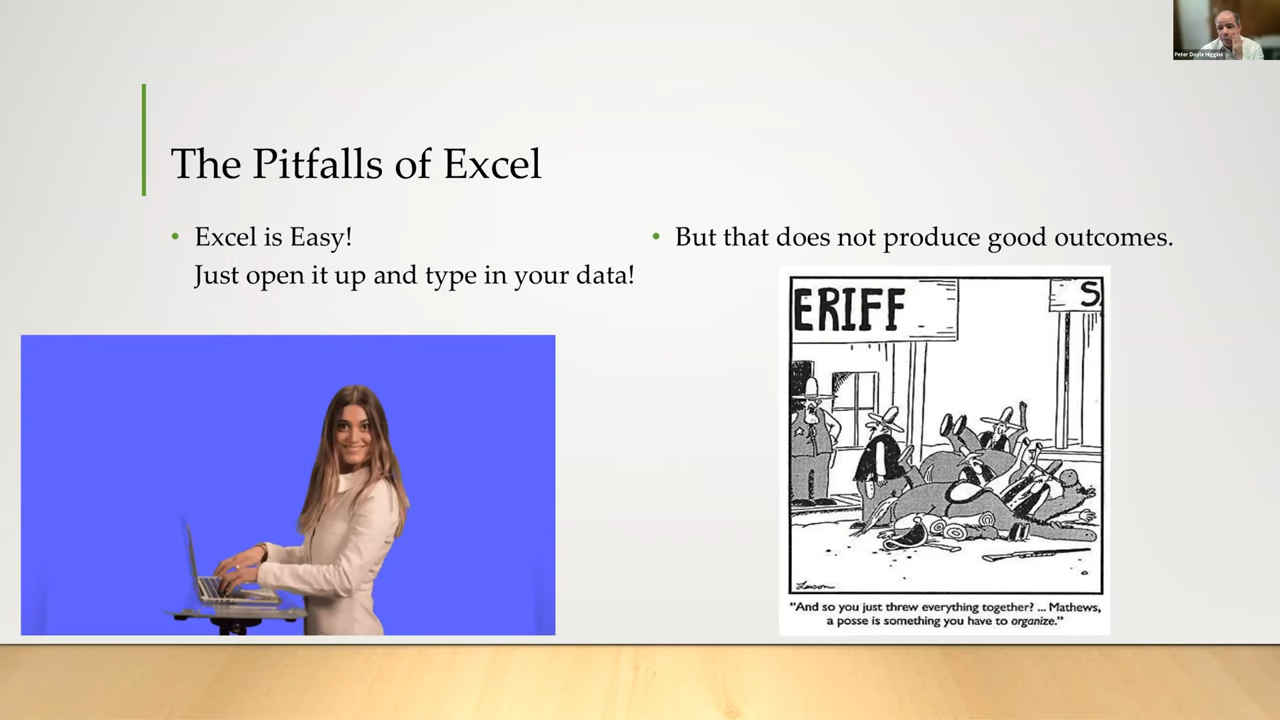 Peter Doyle Higgins
The Pitfalls of Excel
• Excel is Easy!
Just open it up and type in your data!
• But that does not produce good outcomes.
ERIFF
S
Larson
"And so you just threw everything together? ... Mathews,
a posse is something you have to organize."